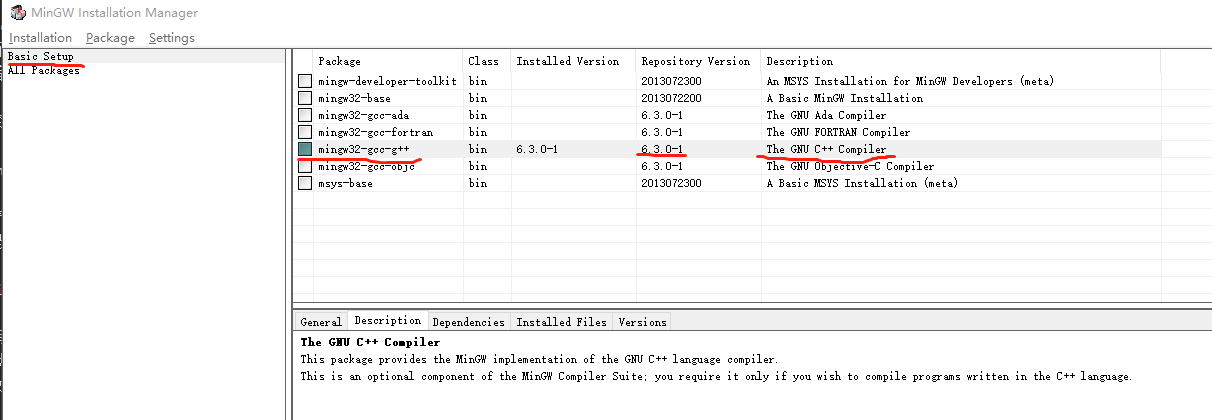 MinGW Installation Manager
Installation Package Settings
Basic Setup
All Packages
Package Class Installed Version Repository Version Description
mingw-developer-toolkit bin 2013072300 An MSYS Installation for MinGW Developers (meta)
mingw32-base bin 2013072200 A Basic MinGW Installation
mingw32-gcc-ada bin 6.3.0-1 The GNU Ada Compiler
mingw32-gcc-fortran bin 6.3.0-1 The GNU FORTRAN Compiler
mingw32-gcc-g++ bin 6.3.0-1 6.3.0-1 The GNU C++ Compiler
mingw32-gcc-objc bin 6.3.0-1 The GNU Objective-C Compiler
msys-base bin 2013072300 A Basic MSYS Installation (meta)
General Description Dependencies Installed Files Versions
The GNU C++ Compiler
This package provides the MinGW implementation of the GNU C++ language compiler.
This is an optional component of the MinGW Compiler Suite; you require it only if you wish to compile programs written in the C++ language.